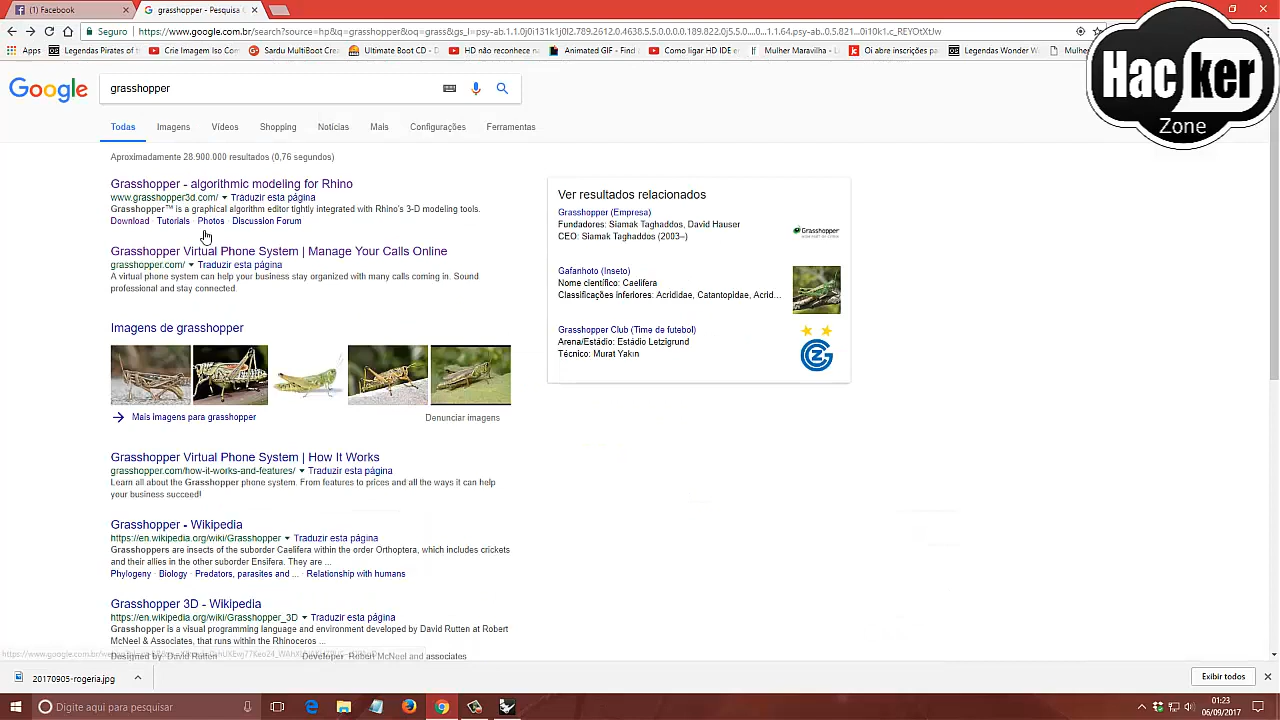 (1) Facebook
grasshopper - Pesquisa
Seguro
https://www.google.com.br/search?source=hp&q=grasshopper&oq=grass&gs_l=psy-ab.1.1.0j0i131k1j0l2.789.2612.0.4638.5.5.0.0.0.0.189.822.0j5.5.0....0...1.1.64.psy-ab..0.5.821...0i10k1.c_REYOtXtJw
Apps
Legendas Pirates of t
Crie Imagem Iso Com
Sardu MultiBoot Crea
Ultimate Boot CD -
HD não reconhece na
Animated GIF - Find
Como ligar HD IDE e
Mulher Maravilha - L
Oi abre inscrições pa
Legendas Wonder W
Mulhe
Hacker
Zone
Google
grasshopper
Todas
Imagens
Vídeos
Shopping
Notícias
Mais
Configurações
Ferramentas
Aproximadamente 28.900.000 resultados (0,76 segundos)
Grasshopper - algorithmic modeling for Rhino
www.grasshopper3d.com/ Traduzir esta página
Grasshopper™ is a graphical algorithm editor tightly integrated with Rhino's 3-D modeling tools.
Download · Tutorials · Photos · Discussion Forum
Grasshopper Virtual Phone System | Manage Your Calls Online
grasshopper.com/ Traduzir esta página
A virtual phone system can help your business stay organized with many calls coming in. Sound
professional and stay connected.
Imagens de grasshopper
Mais imagens para grasshopper
Denunciar imagens
Grasshopper Virtual Phone System | How It Works
grasshopper.com/how-it-works-and-features/ Traduzir esta página
Learn all about the Grasshopper phone system. From features to prices and all the ways it can help
your business succeed!
Grasshopper - Wikipedia
https://en.wikipedia.org/wiki/Grasshopper Traduzir esta página
Grasshoppers are insects of the suborder Caelifera within the order Orthoptera, which includes crickets
and their allies in the other suborder Ensifera. They are ...
Phylogeny · Biology · Predators, parasites and ... · Relationship with humans
Grasshopper 3D - Wikipedia
https://en.wikipedia.org/wiki/Grasshopper_3D Traduzir esta página
Grasshopper is a visual programming language and environment developed by David Rutten at Robert
McNeel & Associates, that runs within the Rhinoceros ...
Designed by: David Rutten
Developer: Robert McNeel and associates
Ver resultados relacionados
Grasshopper (Empresa)
Fundadores: Siamak Taghaddos, David Hauser
CEO: Siamak Taghaddos (2003–)
Grasshopper
Gafanhoto (Inseto)
Nome científico: Caelifera
Classificações inferiores: Acrididae, Catantopidae, Acrid...
Grasshopper Club (Time de futebol)
Arena/Estádio: Estádio Letzigrund
Técnico: Murat Yakın
20170905-rogeria.jpg
Exibir todos
Digite aqui para pesquisar
01:23
06/09/2017